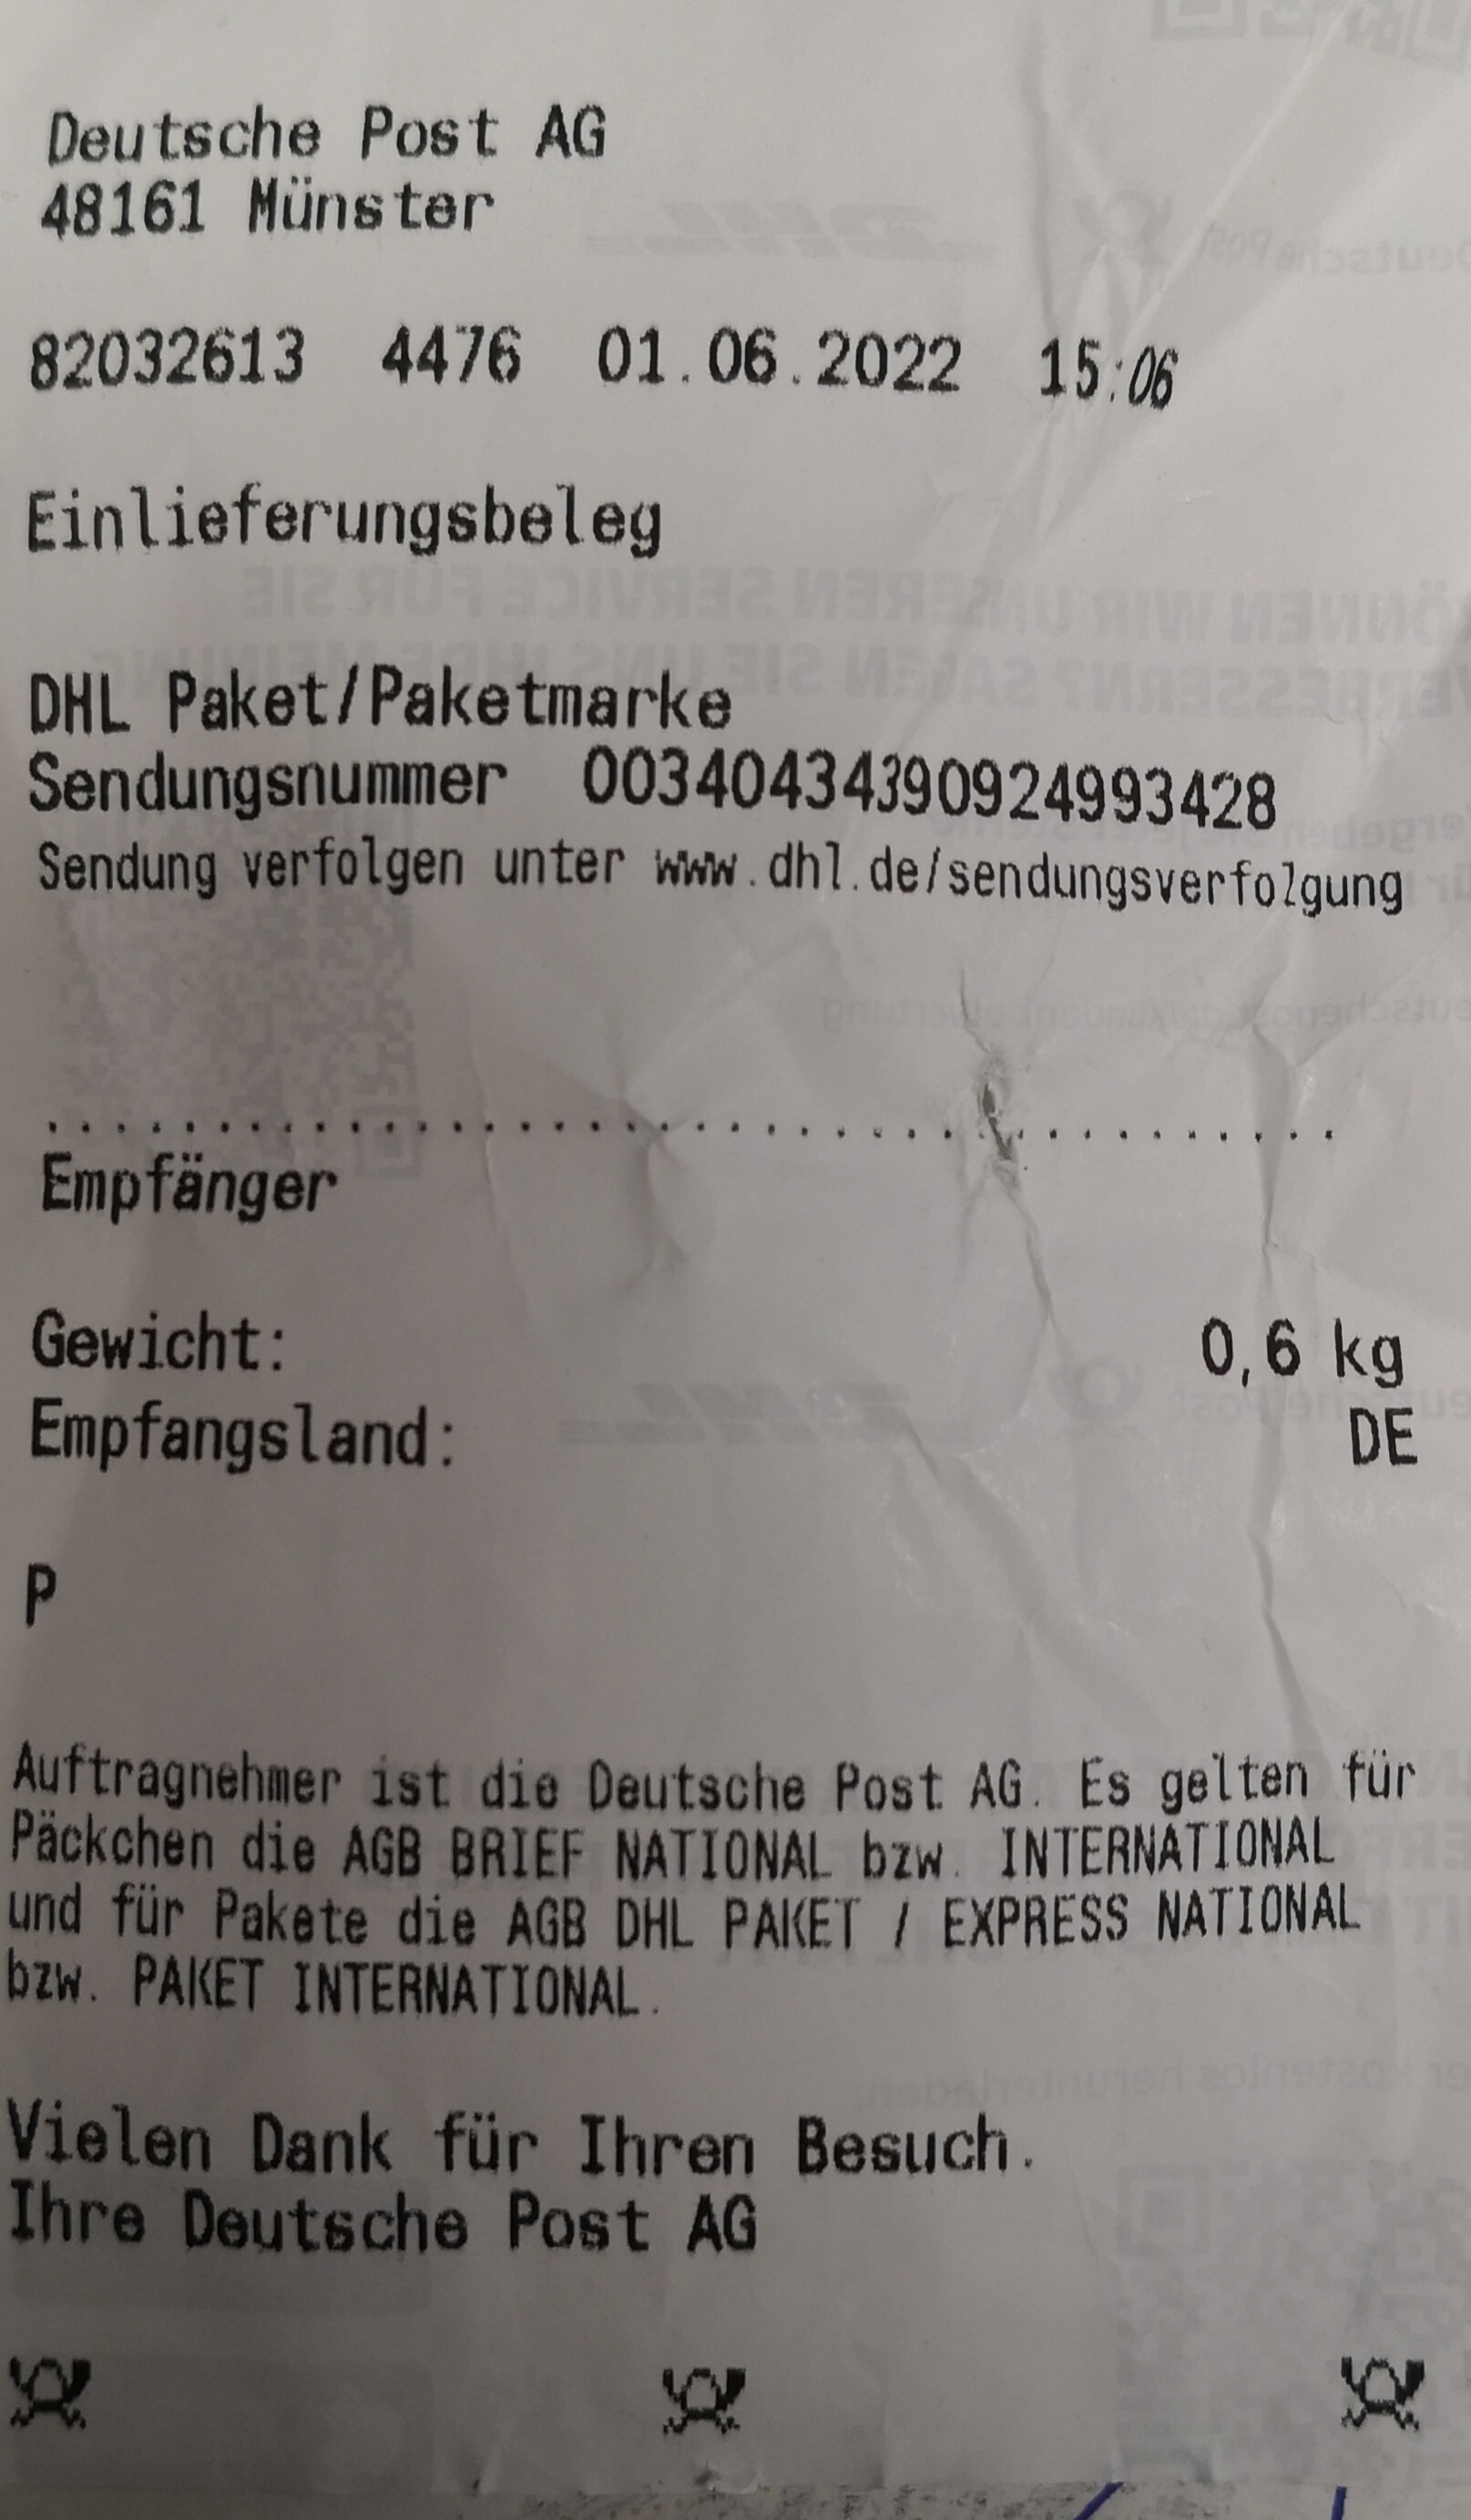 Deutsche Post AG
48161 Münster
82032613 4476 01.06.2022 15:06
Einlieferungsbeleg
DHL Paket/Paketmarke
Sendungsnummer 00340434390924993428
Sendung verfolgen unter www.dhl.de/sendungsverfolgung
........................................
Empfänger
Gewicht: 0,6 kg
Empfangsland: DE
P
Auftragnehmer ist die Deutsche Post AG. Es gelten für
Päckchen die AGB BRIEF NATIONAL bzw. INTERNATIONAL
und für Pakete die AGB DHL PAKET / EXPRESS NATIONAL
bzw. PAKET INTERNATIONAL.
Vielen Dank für Ihren Besuch.
Ihre Deutsche Post AG